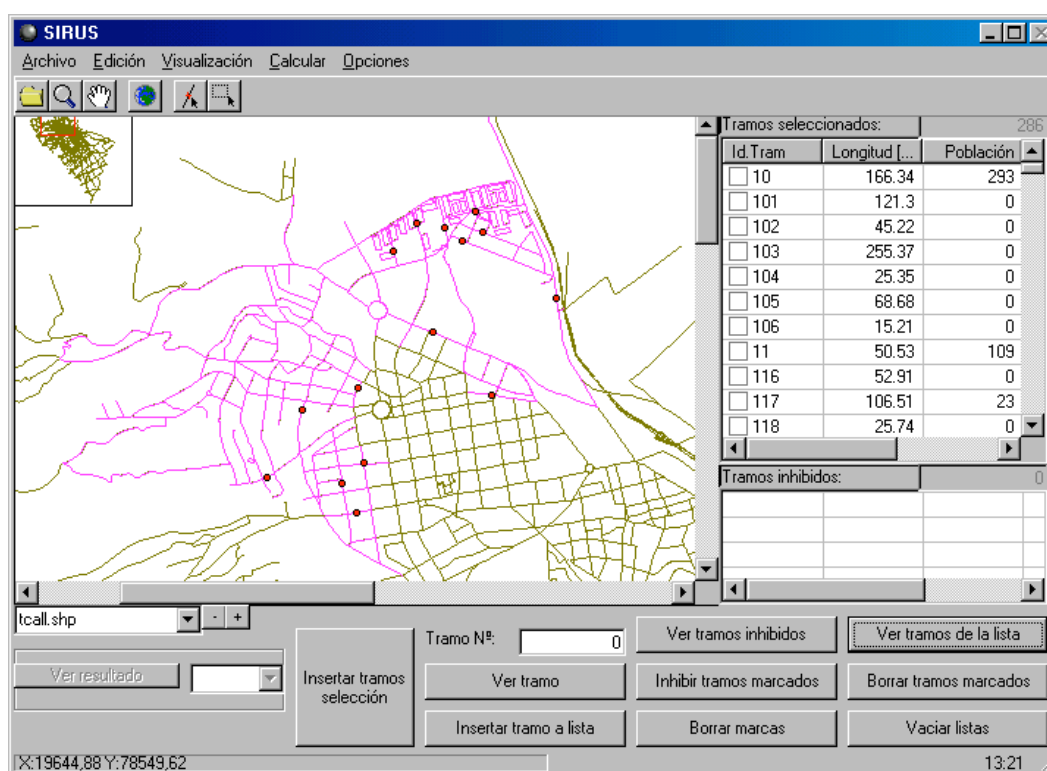 SIRUS
Archivo Edición Visualización Calcular Opciones
Tramos seleccionados: 286
Id.Tram Longitud [... Población
10 166.34 293
101 121.3 0
102 45.22 0
103 255.37 0
104 25.35 0
105 68.68 0
106 15.21 0
11 50.53 109
116 52.91 0
117 106.51 23
118 25.74 0
Tramos inhibidos: 0
tcall.shp - +
Ver resultado
Insertar tramos selección
Tramo Nº: 0
Ver tramo
Insertar tramo a lista
Ver tramos inhibidos
Inhibir tramos marcados
Borrar marcas
Ver tramos de la lista
Borrar tramos marcados
Vaciar listas
X:19644,88 Y:78549,62
13:21